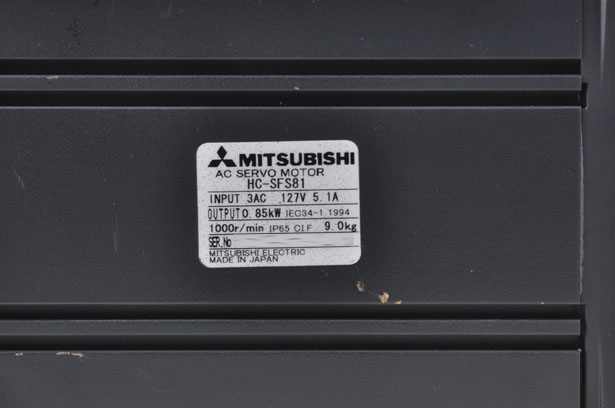 MITSUBISHI
AC SERVO MOTOR
HC-SFS81
INPUT 3AC 127V 5.1A
OUTPUT 0.85kW IEC34-1 1994
1000r/min IP65 Cl.F 9.0kg
SER.No
MITSUBISHI ELECTRIC
MADE IN JAPAN